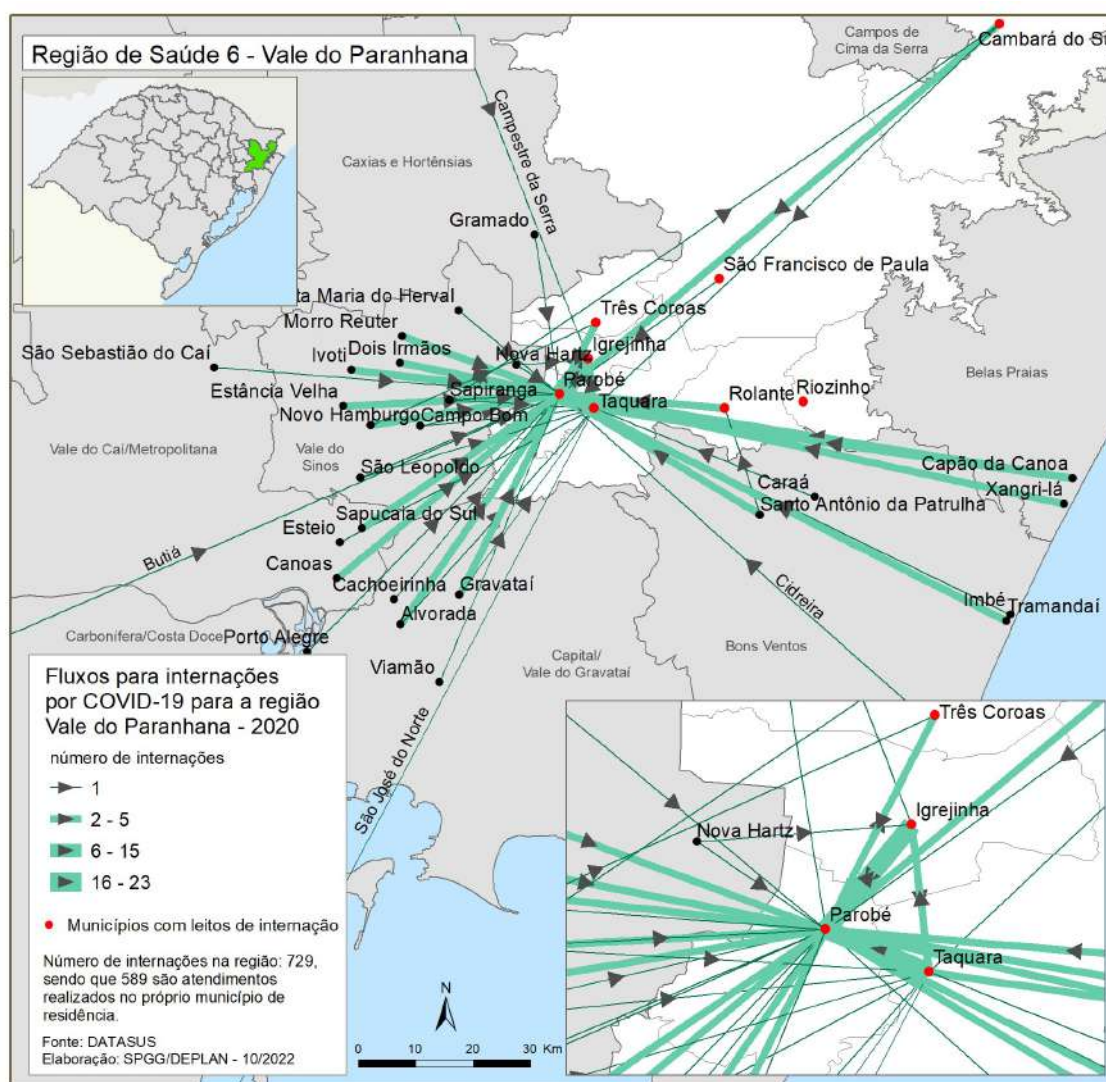 Região de Saúde 6 - Vale do Paranhana
Campos de
Cima da Serra
Cambará do
Campestre da Serra
Caxias e Hortênsias
Gramado
São Francisco de Paula
Maria do Herval
Três Coroas
Morro Reuter
Igrejinha
São Sebastião do Caí
Ivoti
Dois Irmãos
Nova Hartz
Belas Praias
Parobé
Estância Velha
Sapiranga
Taquara
Rolante
Riozinho
Novo Hamburgo
Campo Bom
Vale do Caí/Metropolitana
Vale do
Sinos
São Leopoldo
Capão da Canoa
Caraá
Xangri-lá
Santo Antônio da Patrulha
Sapucaia do Sul
Esteio
Butiá
Canoas
Cachoeirinha
Gravataí
Cidreira
Imbé
Tramandaí
Alvorada
Carbonífera/Costa Doce
Porto Alegre
Bons Ventos
Capital/
Vale do Gravataí
Viamão
São José do Norte
Fluxos para internações
por COVID-19 para a região
Vale do Paranhana - 2020
número de internações
1
2 - 5
6 - 15
16 - 23
Municípios com leitos de internação
Número de internações na região: 729,
sendo que 589 são atendimentos
realizados no próprio município de
residência.
Fonte: DATASUS
Elaboração: SPGG/DEPLAN - 10/2022
N
0 10 20 30 Km
Três Coroas
Igrejinha
Nova Hartz
Parobé
Taquara